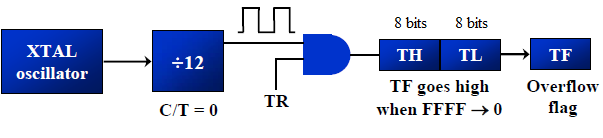 8 bits 8 bits
XTAL
oscillator
÷12
TH TL
TF
C/T = 0
TR
TF goes high
when FFFF → 0
Overflow
flag